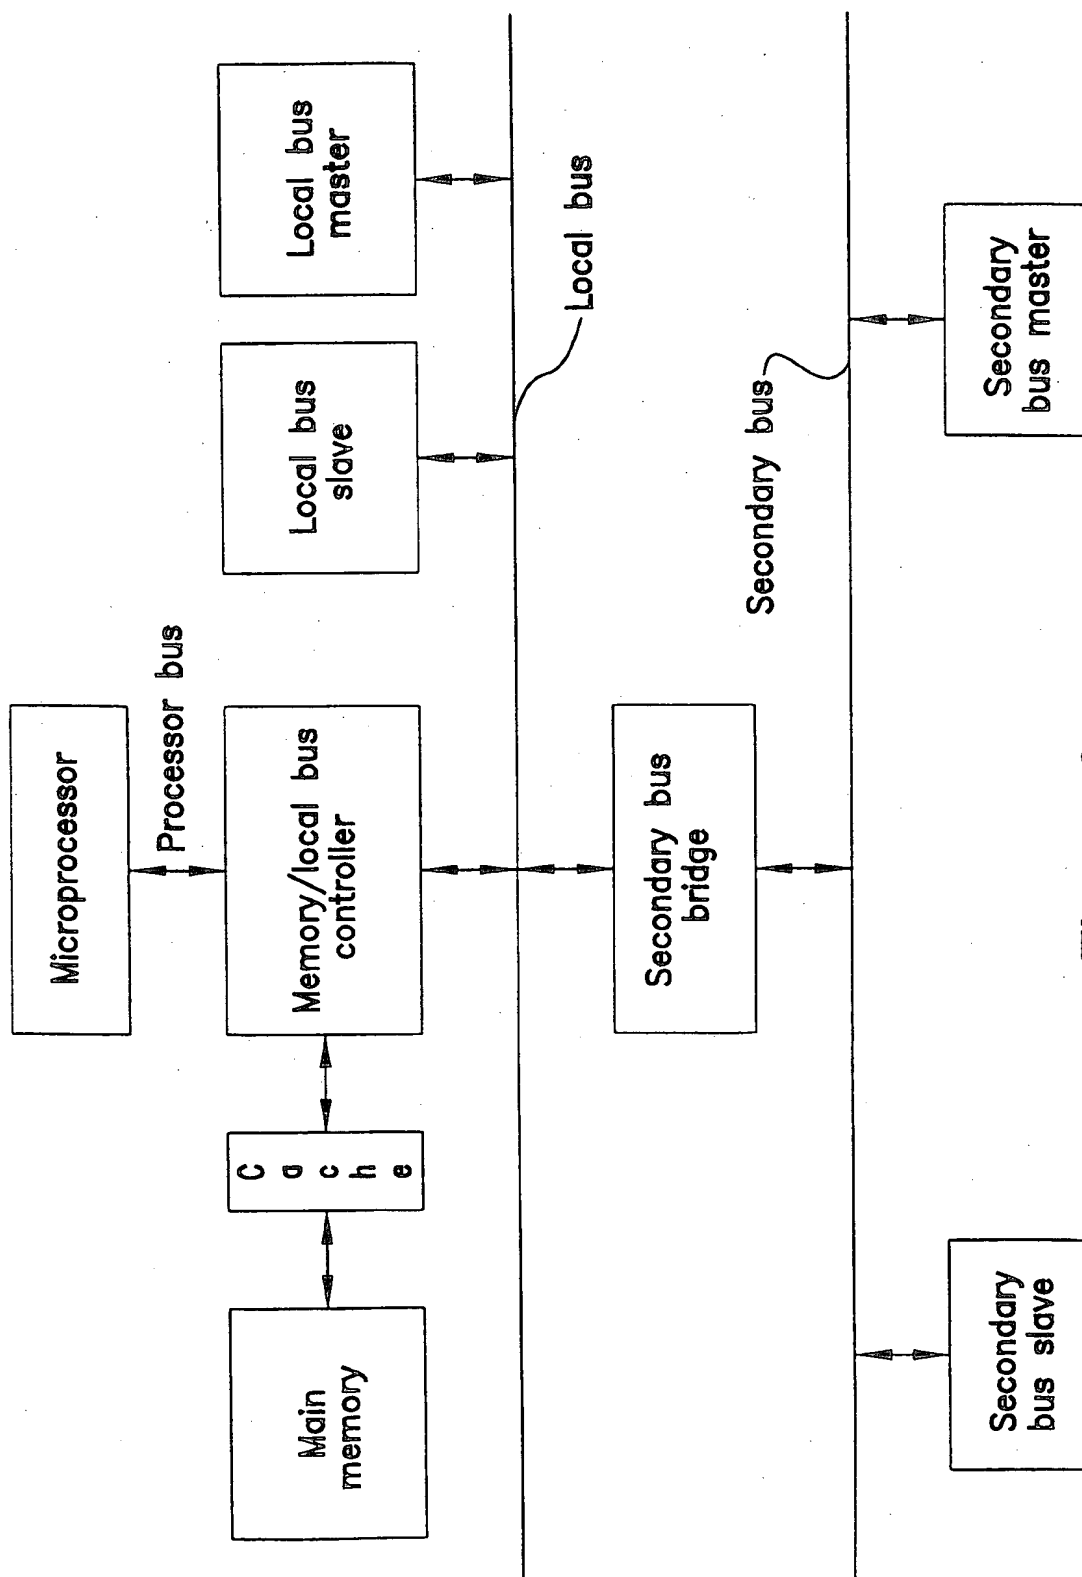 Microprocessor
Processor bus
Main
memory
Cache
Memory/local bus
controller
Local bus
slave
Local bus
master
Local bus
Secondary bus
bridge
Secondary bus
Secondary
bus slave
Secondary
bus master